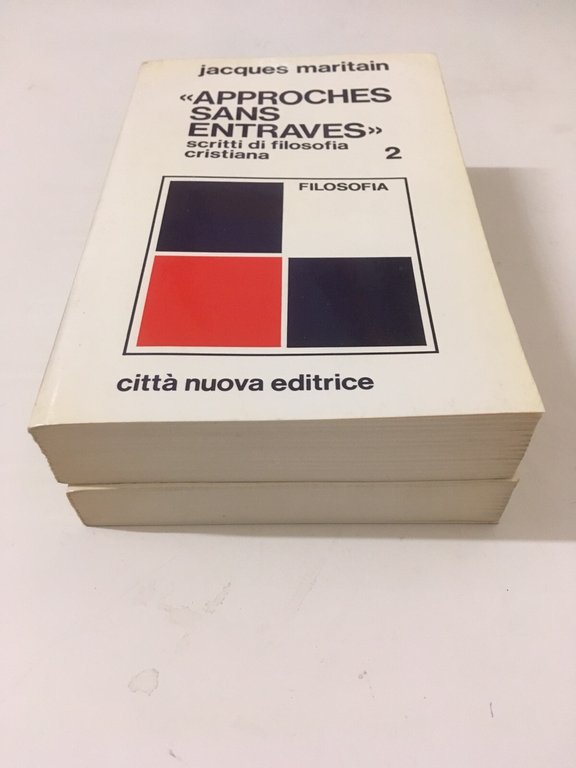 jacques maritain
«APPROCHES
SANS
ENTRAVES»
scritti di filosofia
cristiana 2
FILOSOFIA
città nuova editrice